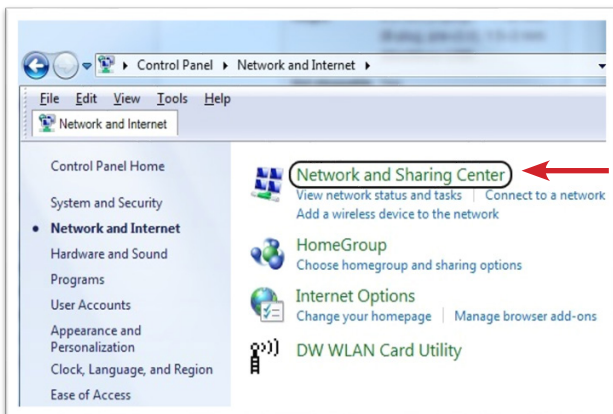 Control Panel ▸ Network and Internet ▸
File Edit View Tools Help
Network and Internet
Control Panel Home
System and Security
Network and Internet
Hardware and Sound
Programs
User Accounts
Appearance and
Personalization
Clock, Language, and Region
Ease of Access
Network and Sharing Center
View network status and tasks | Connect to a network
Add a wireless device to the network
HomeGroup
Choose homegroup and sharing options
Internet Options
Change your homepage | Manage browser add-ons
DW WLAN Card Utility